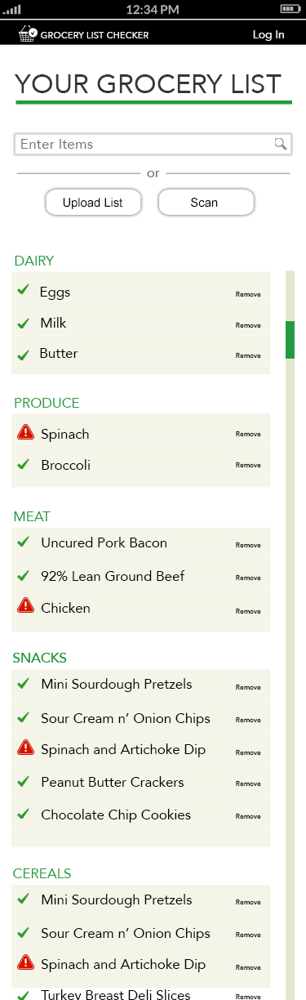 12:34 PM
GROCERY LIST CHECKER
Log In
YOUR GROCERY LIST
Enter Items
or
Upload List
Scan
DAIRY
Eggs Remove
Milk Remove
Butter Remove
PRODUCE
Spinach Remove
Broccoli Remove
MEAT
Uncured Pork Bacon Remove
92% Lean Ground Beef Remove
Chicken Remove
SNACKS
Mini Sourdough Pretzels Remove
Sour Cream n’ Onion Chips Remove
Spinach and Artichoke Dip Remove
Peanut Butter Crackers Remove
Chocolate Chip Cookies Remove
CEREALS
Mini Sourdough Pretzels Remove
Sour Cream n’ Onion Chips Remove
Spinach and Artichoke Dip Remove
Turkey Breast Deli Slices Remove